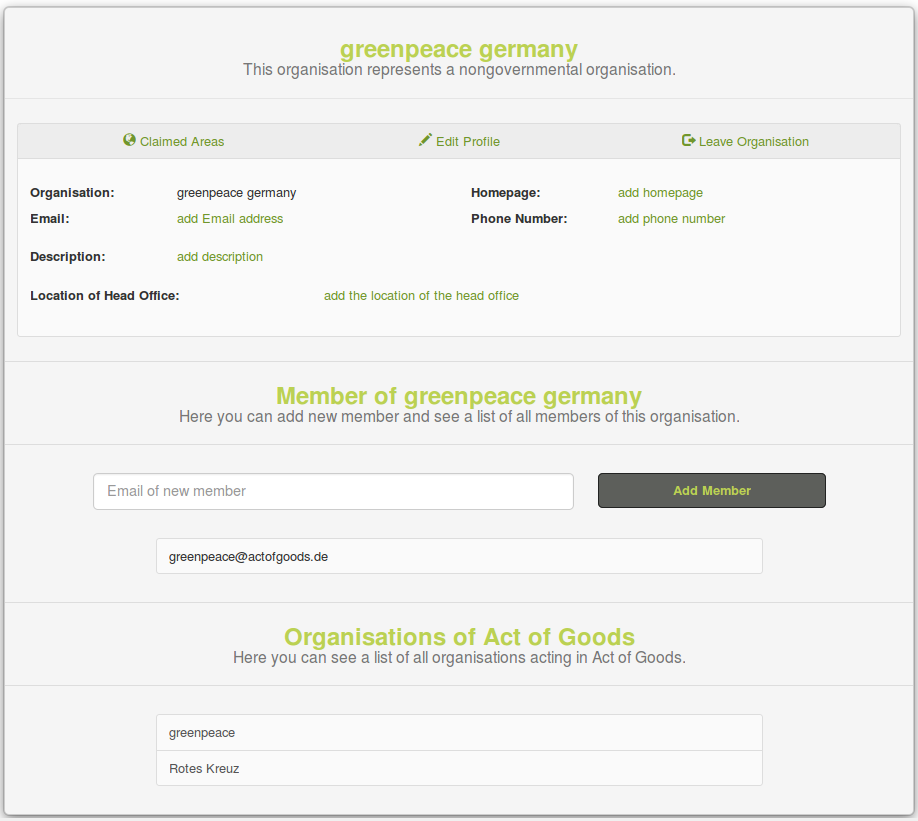 greenpeace germany
This organisation represents a nongovernmental organisation.
Claimed Areas Edit Profile Leave Organisation
Organisation: greenpeace germany Homepage: add homepage
Email: add Email address Phone Number: add phone number
Description: add description
Location of Head Office: add the location of the head office
Member of greenpeace germany
Here you can add new member and see a list of all members of this organisation.
Email of new member Add Member
greenpeace@actofgoods.de
Organisations of Act of Goods
Here you can see a list of all organisations acting in Act of Goods.
greenpeace
Rotes Kreuz